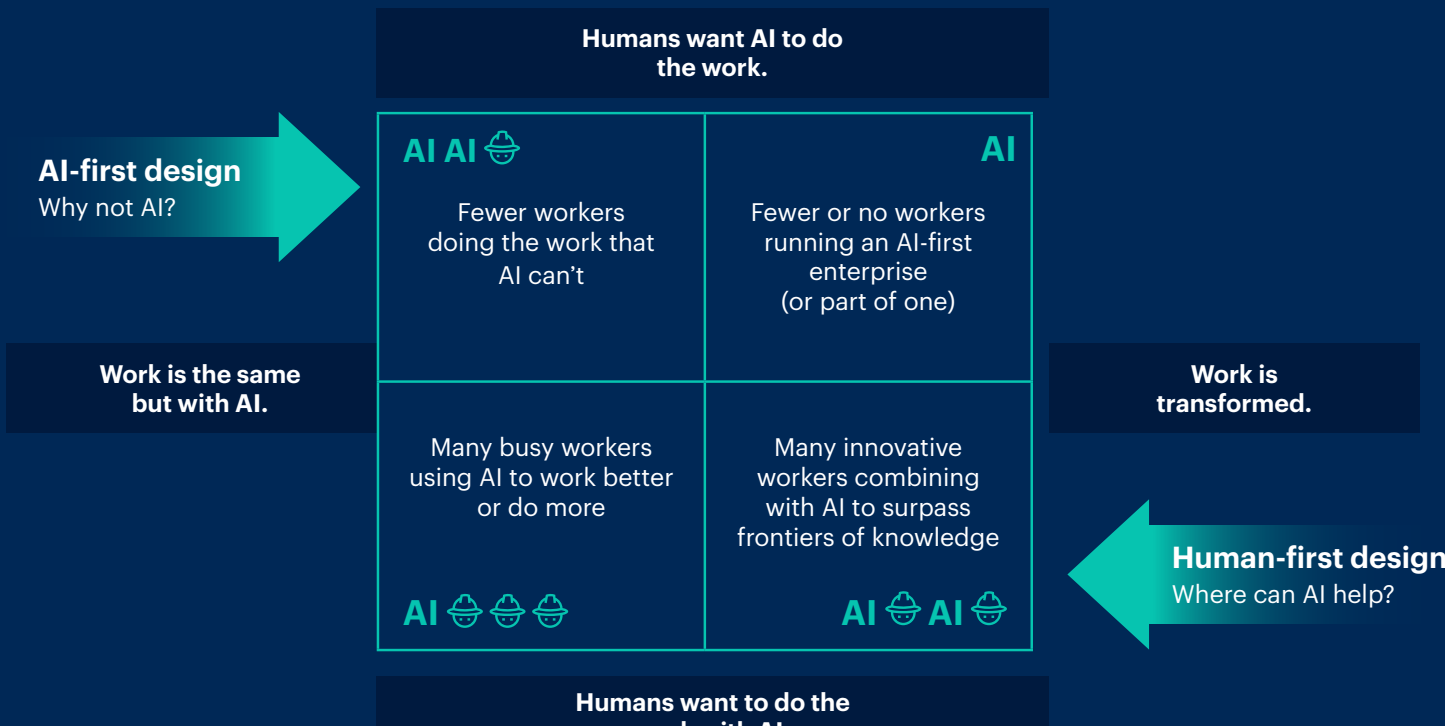 Humans want AI to do
the work.
AI-first design
Why not AI?
AI AI
Fewer workers
doing the work that
AI can't
AI
Fewer or no workers
running an AI-first
enterprise
(or part of one)
Work is the same
but with AI.
Work is
transformed.
Many busy workers
using AI to work better
or do more
AI
Many innovative
workers combining
with AI to surpass
frontiers of knowledge
AI AI
Human-first design
Where can AI help?
Humans want to do the
with AI